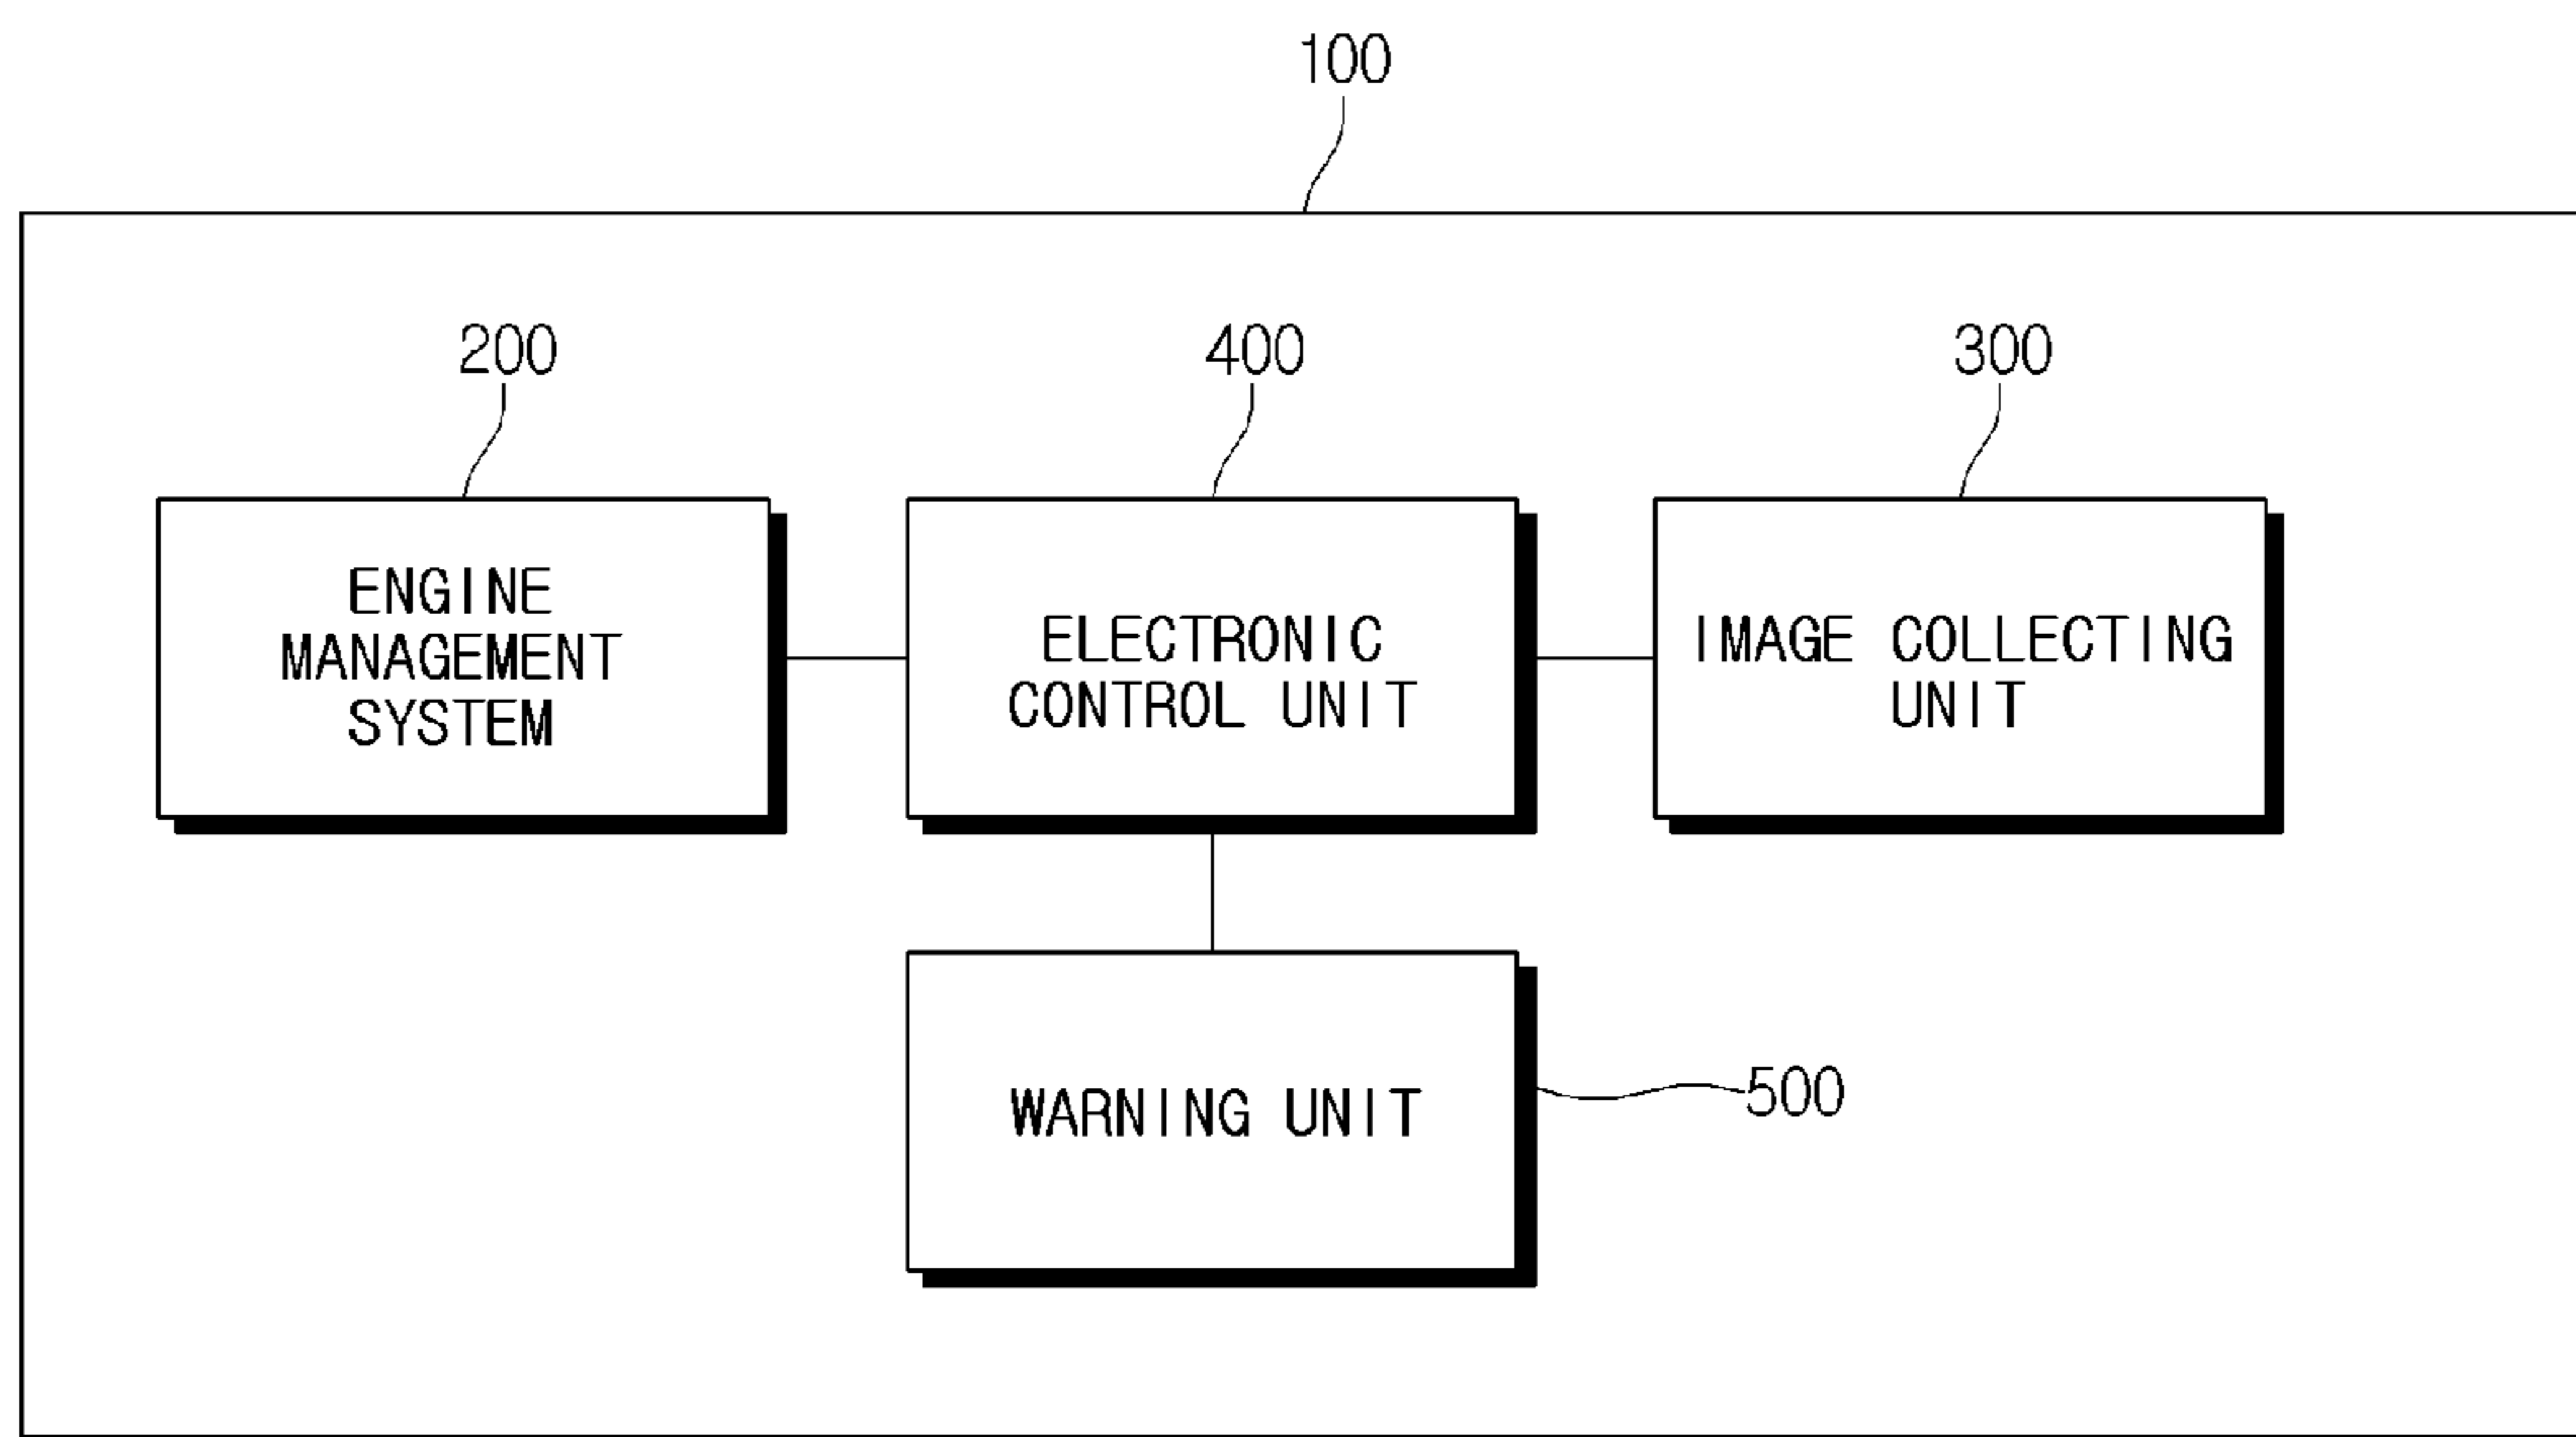 100
200
400
300
ENGINE
MANAGEMENT
SYSTEM
ELECTRONIC
CONTROL UNIT
IMAGE COLLECTING
UNIT
WARNING UNIT
500